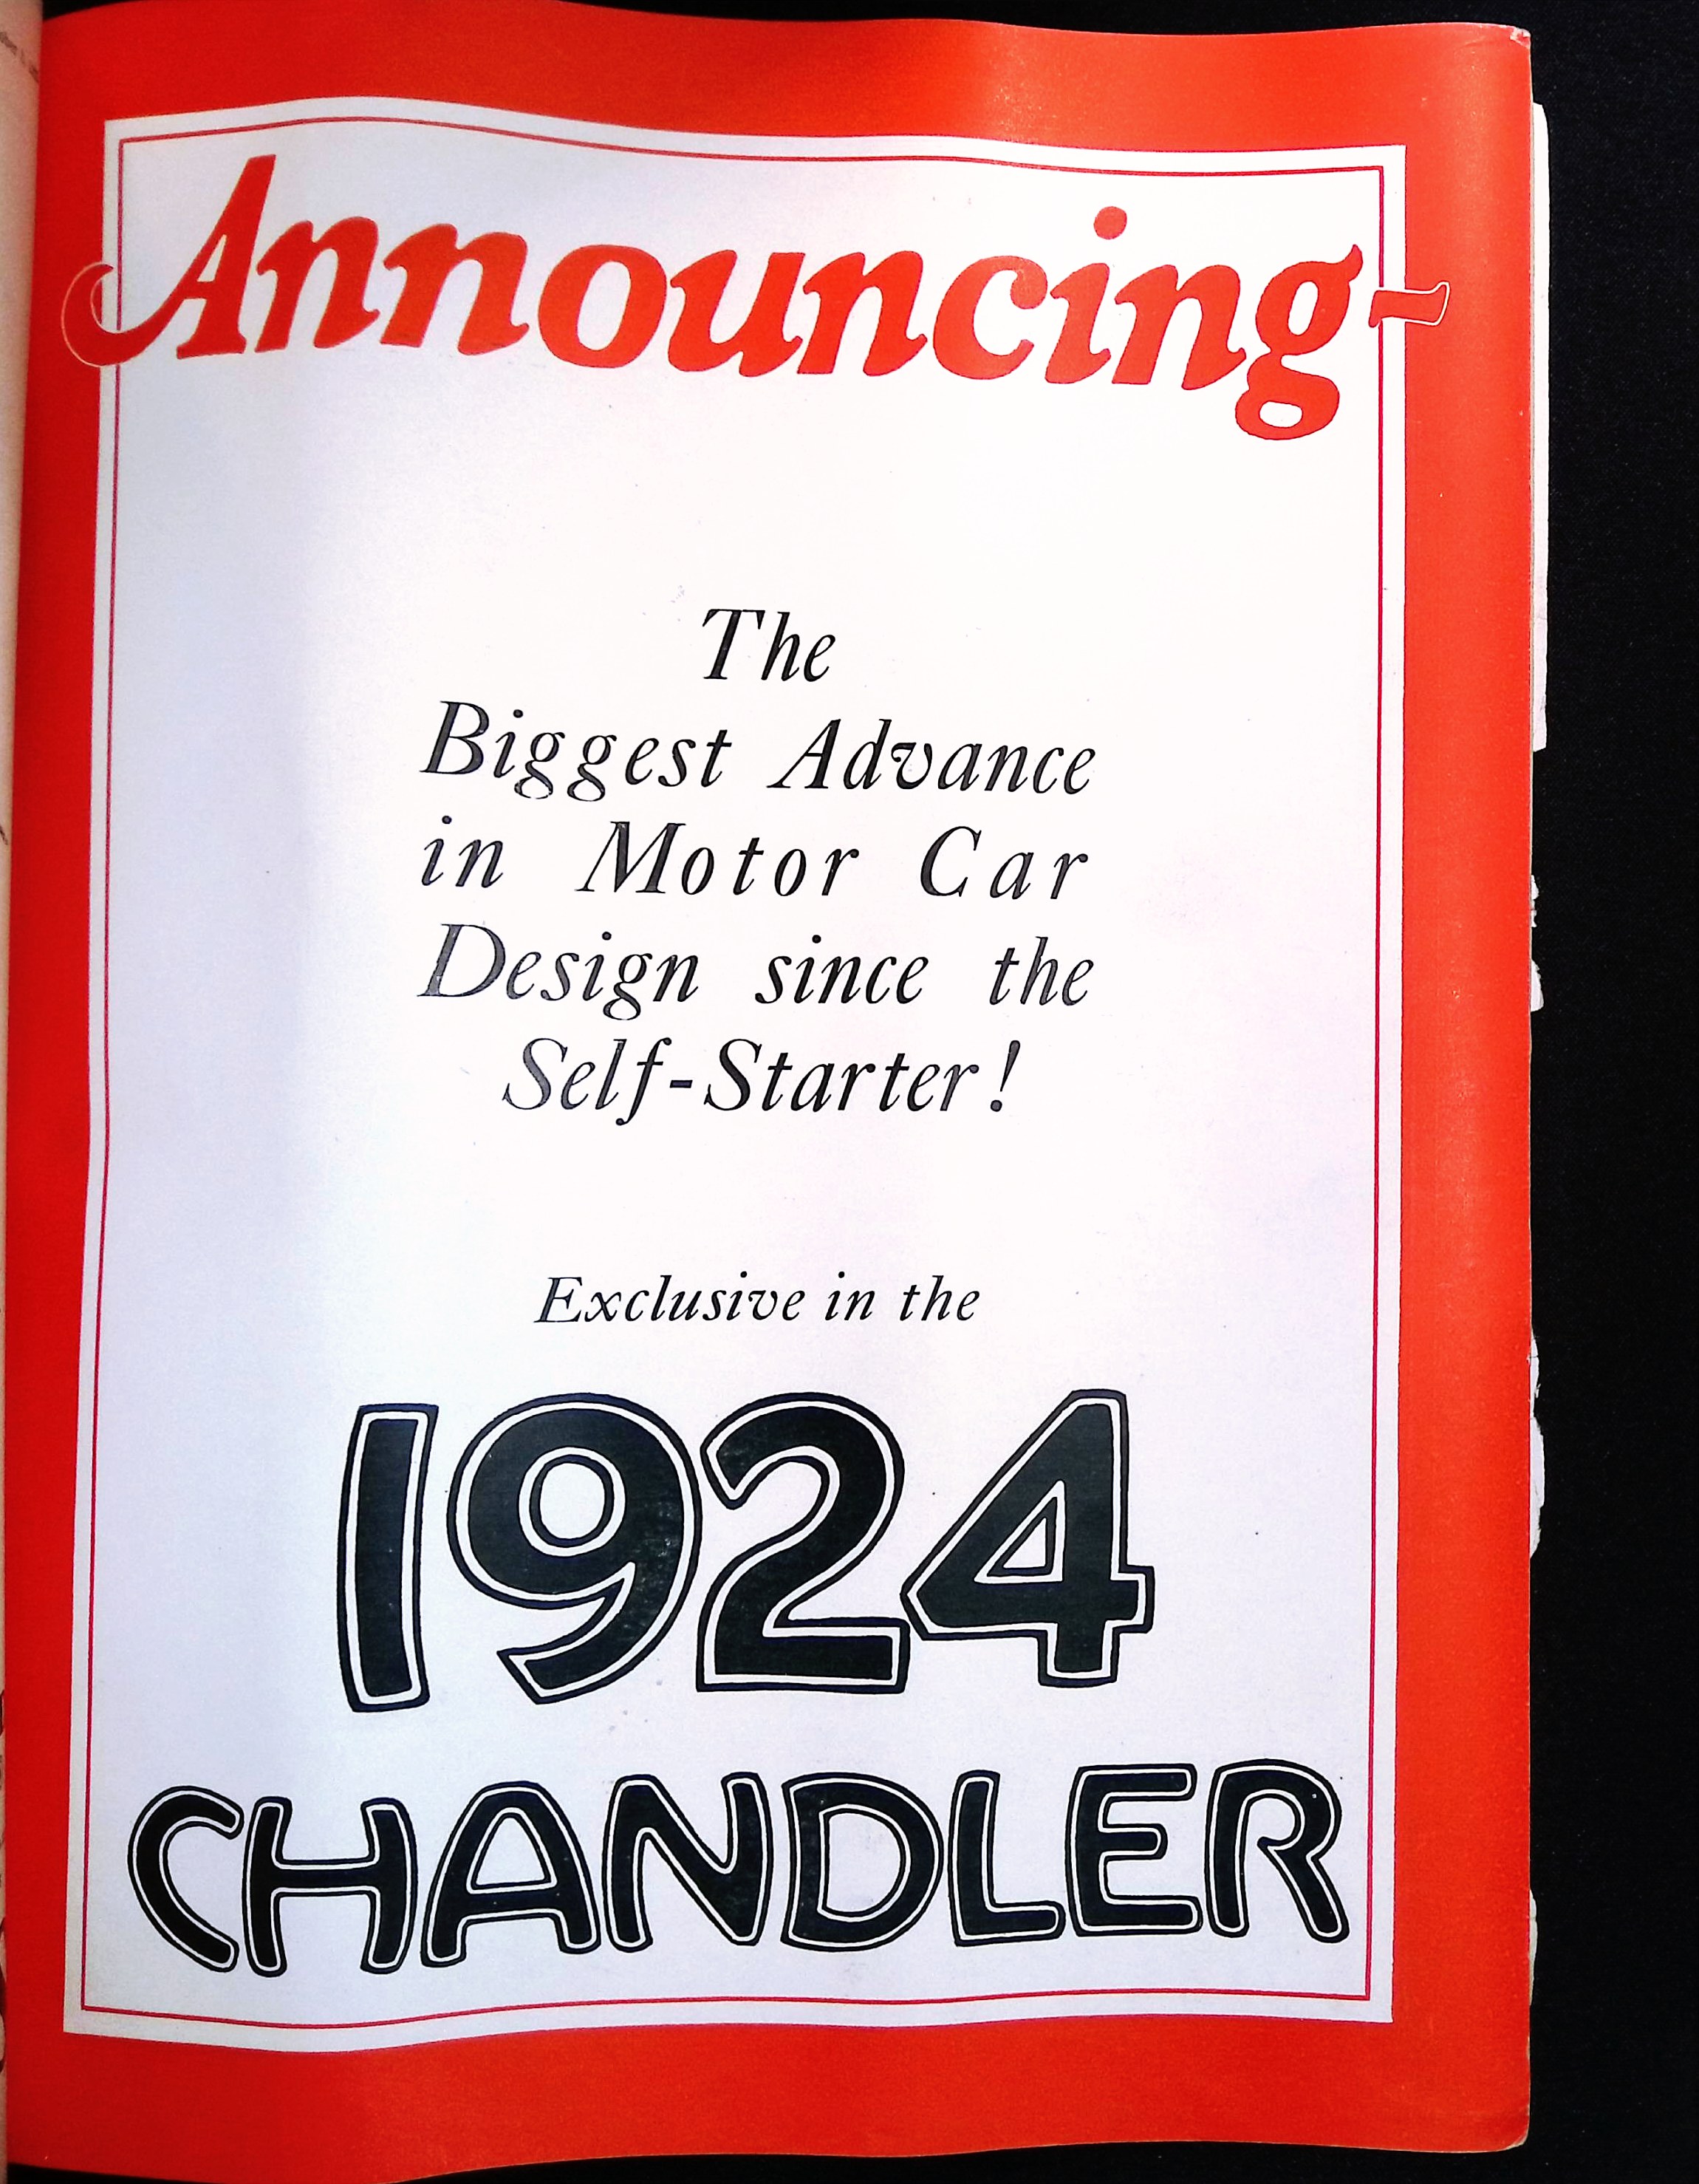 Announcing-
The
Biggest Advance
in Motor Car
Design since the
Self-Starter!
Exclusive in the
1924
CHANDLER